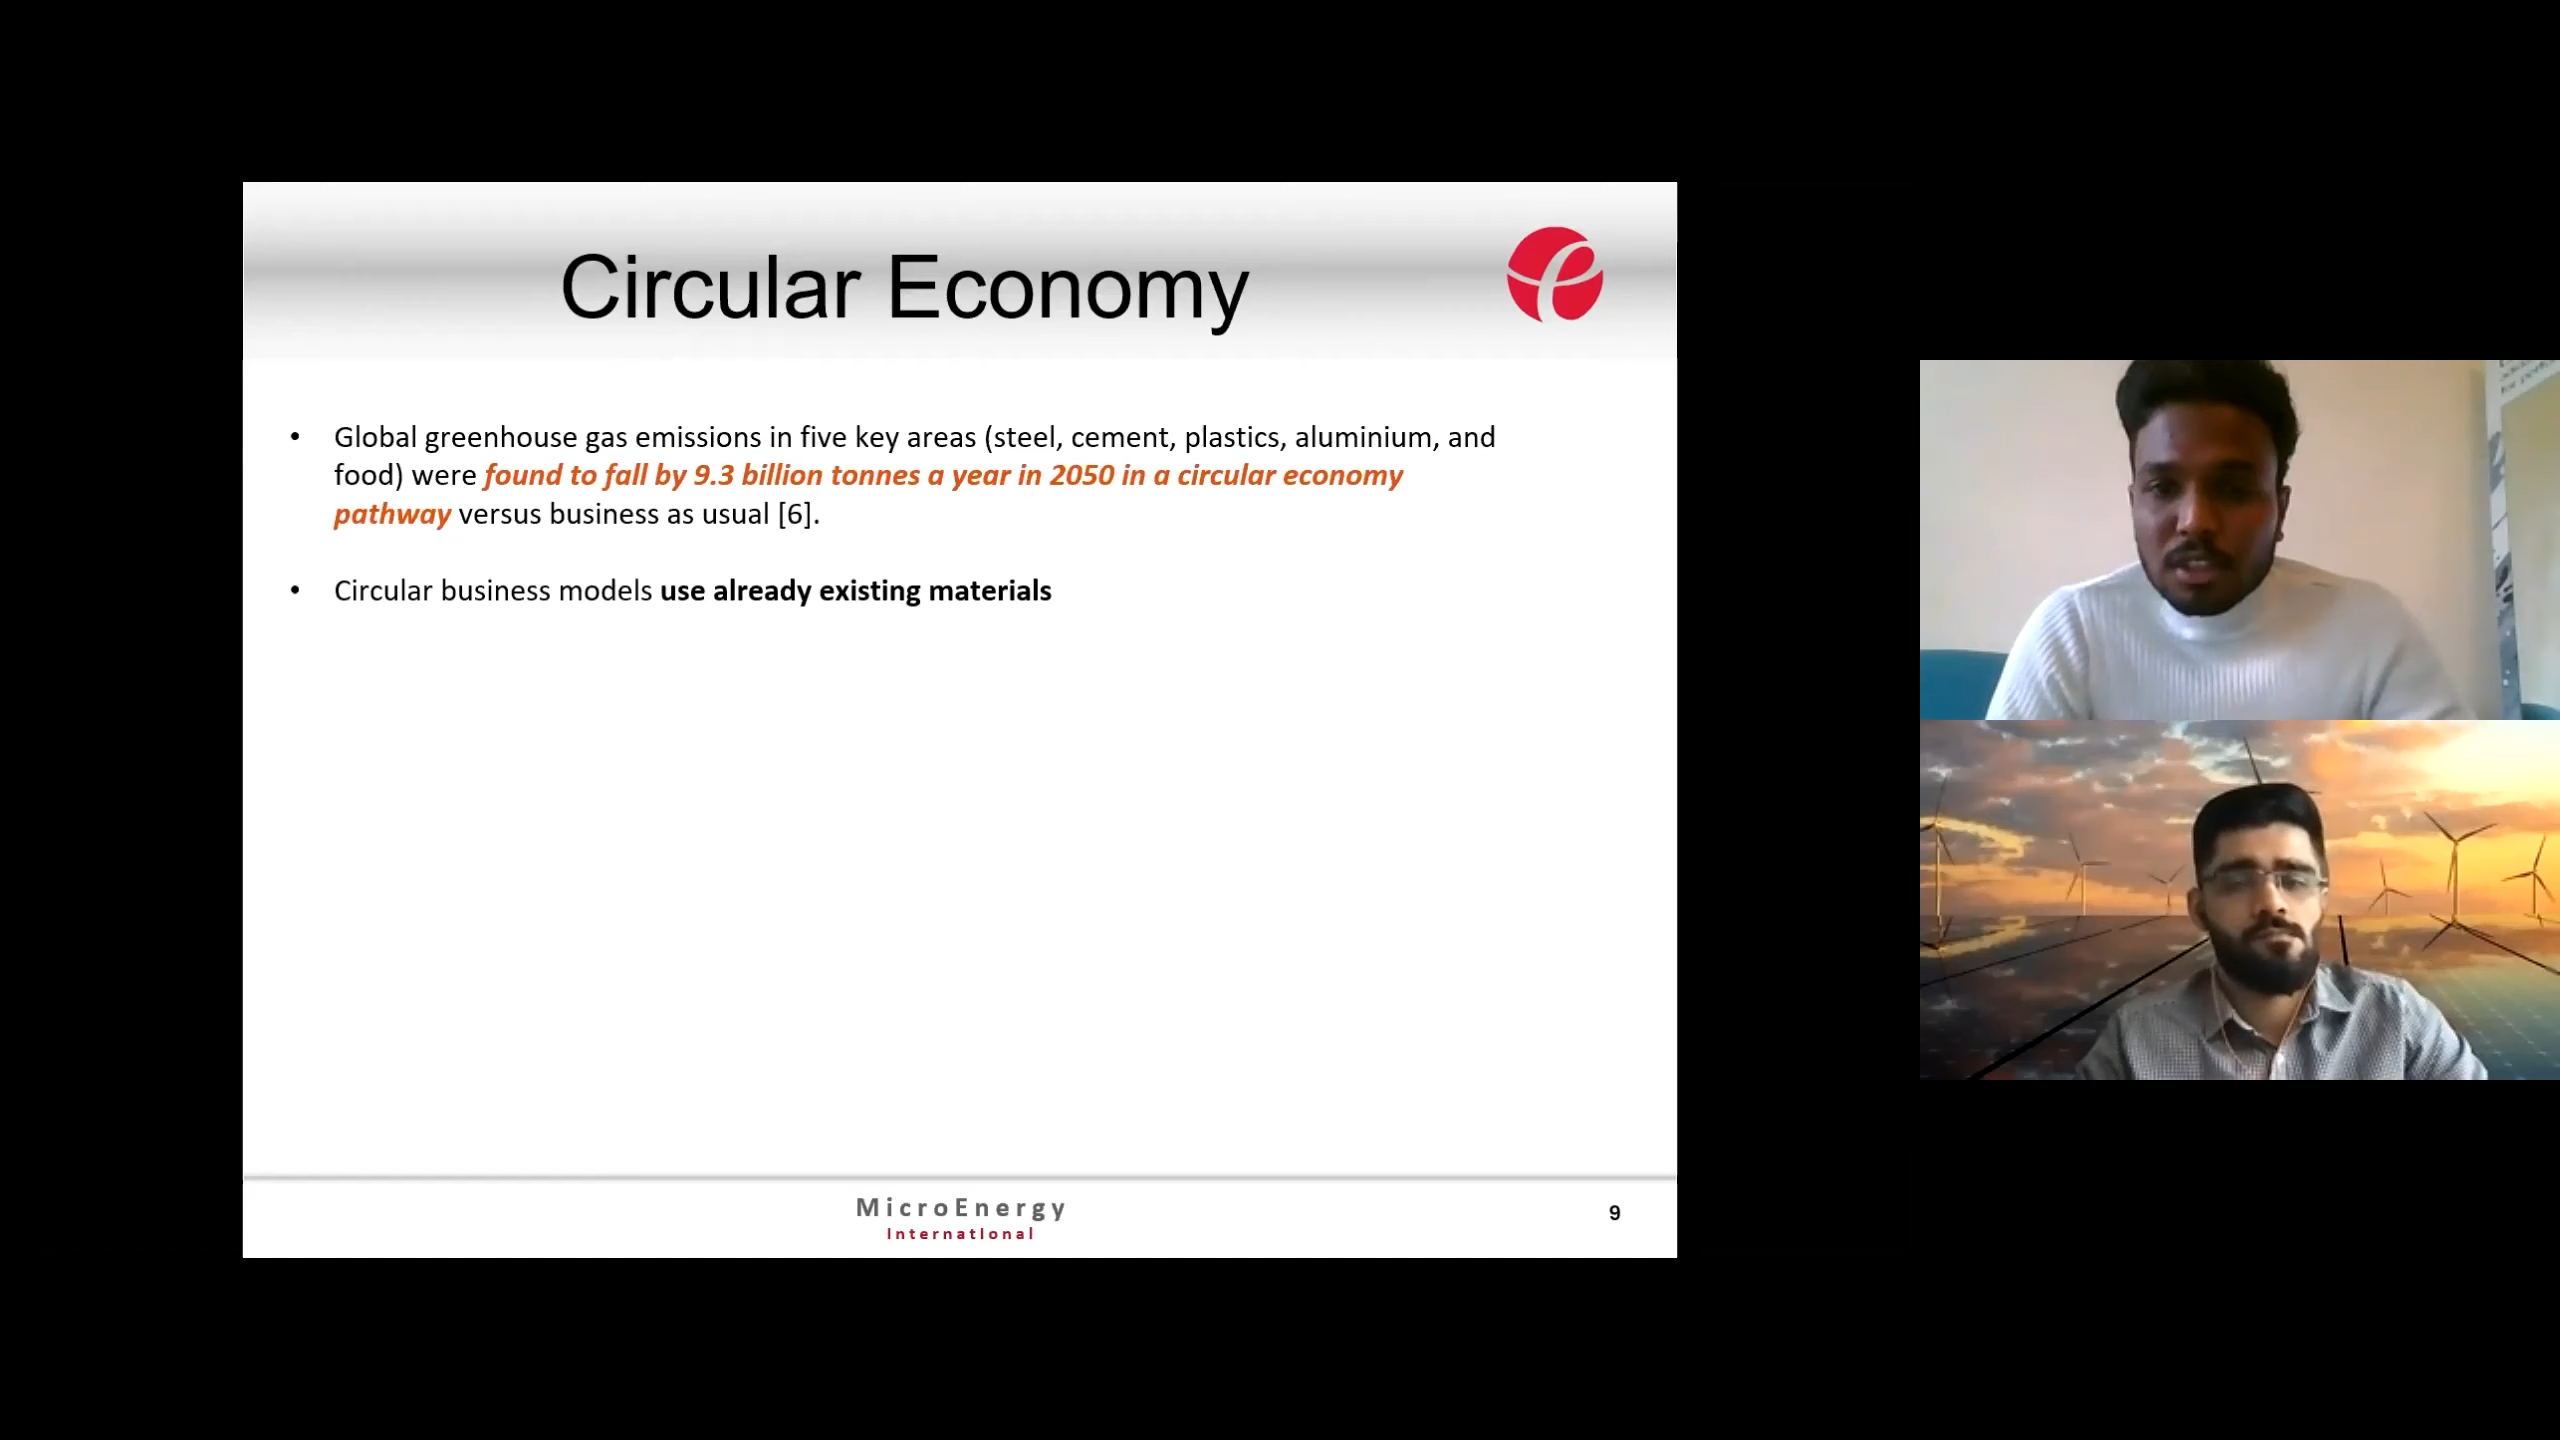 Circular Economy
• Global greenhouse gas emissions in five key areas (steel, cement, plastics, aluminium, and
food) were found to fall by 9.3 billion tonnes a year in 2050 in a circular economy
pathway versus business as usual [6].
• Circular business models use already existing materials
MicroEnergy
International
9